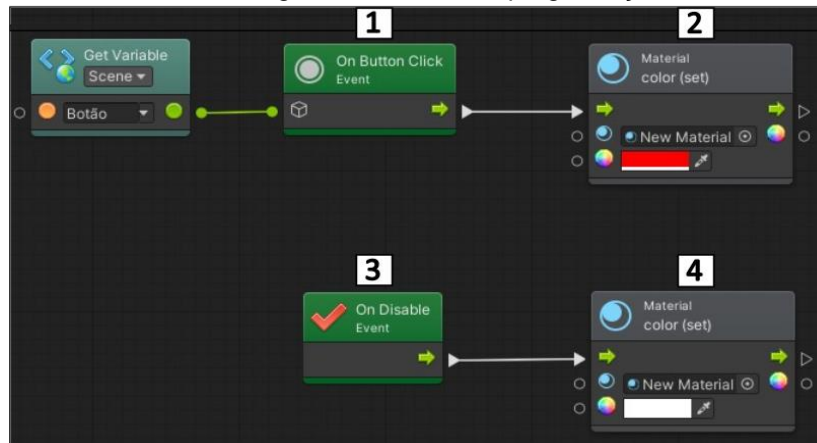 1
2
Get Variable
Scene
Botão
On Button Click
Event
Material
color (set)
New Material
3
4
On Disable
Event
Material
color (set)
New Material